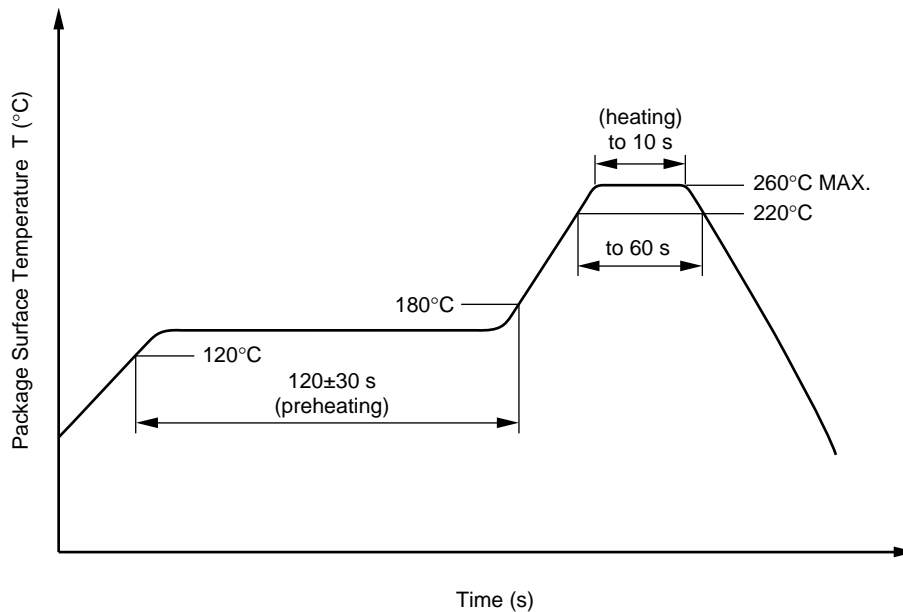 Package Surface Temperature T (°C)
(heating)
to 10 s
260°C MAX.
220°C
to 60 s
180°C
120°C
120±30 s
(preheating)
Time (s)